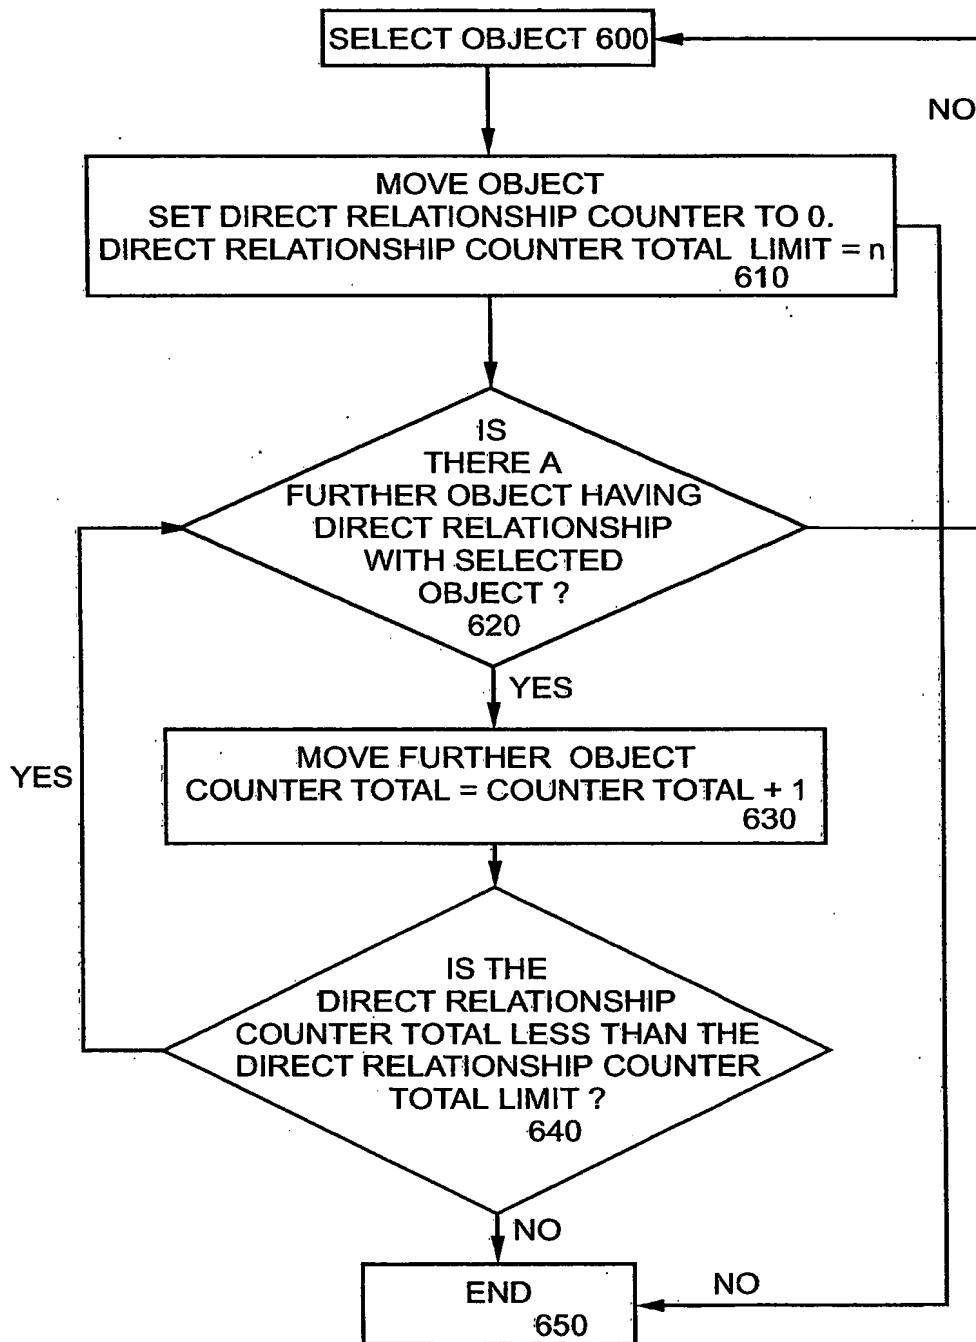 SELECT OBJECT 600
NO
MOVE OBJECT
SET DIRECT RELATIONSHIP COUNTER TO 0.
DIRECT RELATIONSHIP COUNTER TOTAL LIMIT = n
610
IS
THERE A
FURTHER OBJECT HAVING
DIRECT RELATIONSHIP
WITH SELECTED
OBJECT ?
620
YES
MOVE FURTHER OBJECT
COUNTER TOTAL = COUNTER TOTAL + 1
630
YES
IS THE
DIRECT RELATIONSHIP
COUNTER TOTAL LESS THAN THE
DIRECT RELATIONSHIP COUNTER
TOTAL LIMIT ?
640
NO
END
650
NO